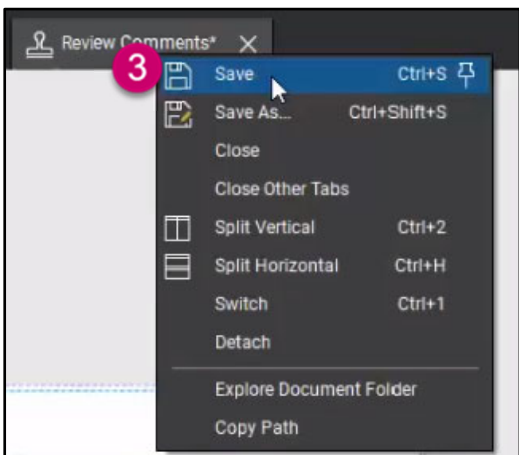 Review Comments*
3
Save Ctrl+S
Save As... Ctrl+Shift+S
Close
Close Other Tabs
Split Vertical Ctrl+2
Split Horizontal Ctrl+H
Switch Ctrl+1
Detach
Explore Document Folder
Copy Path